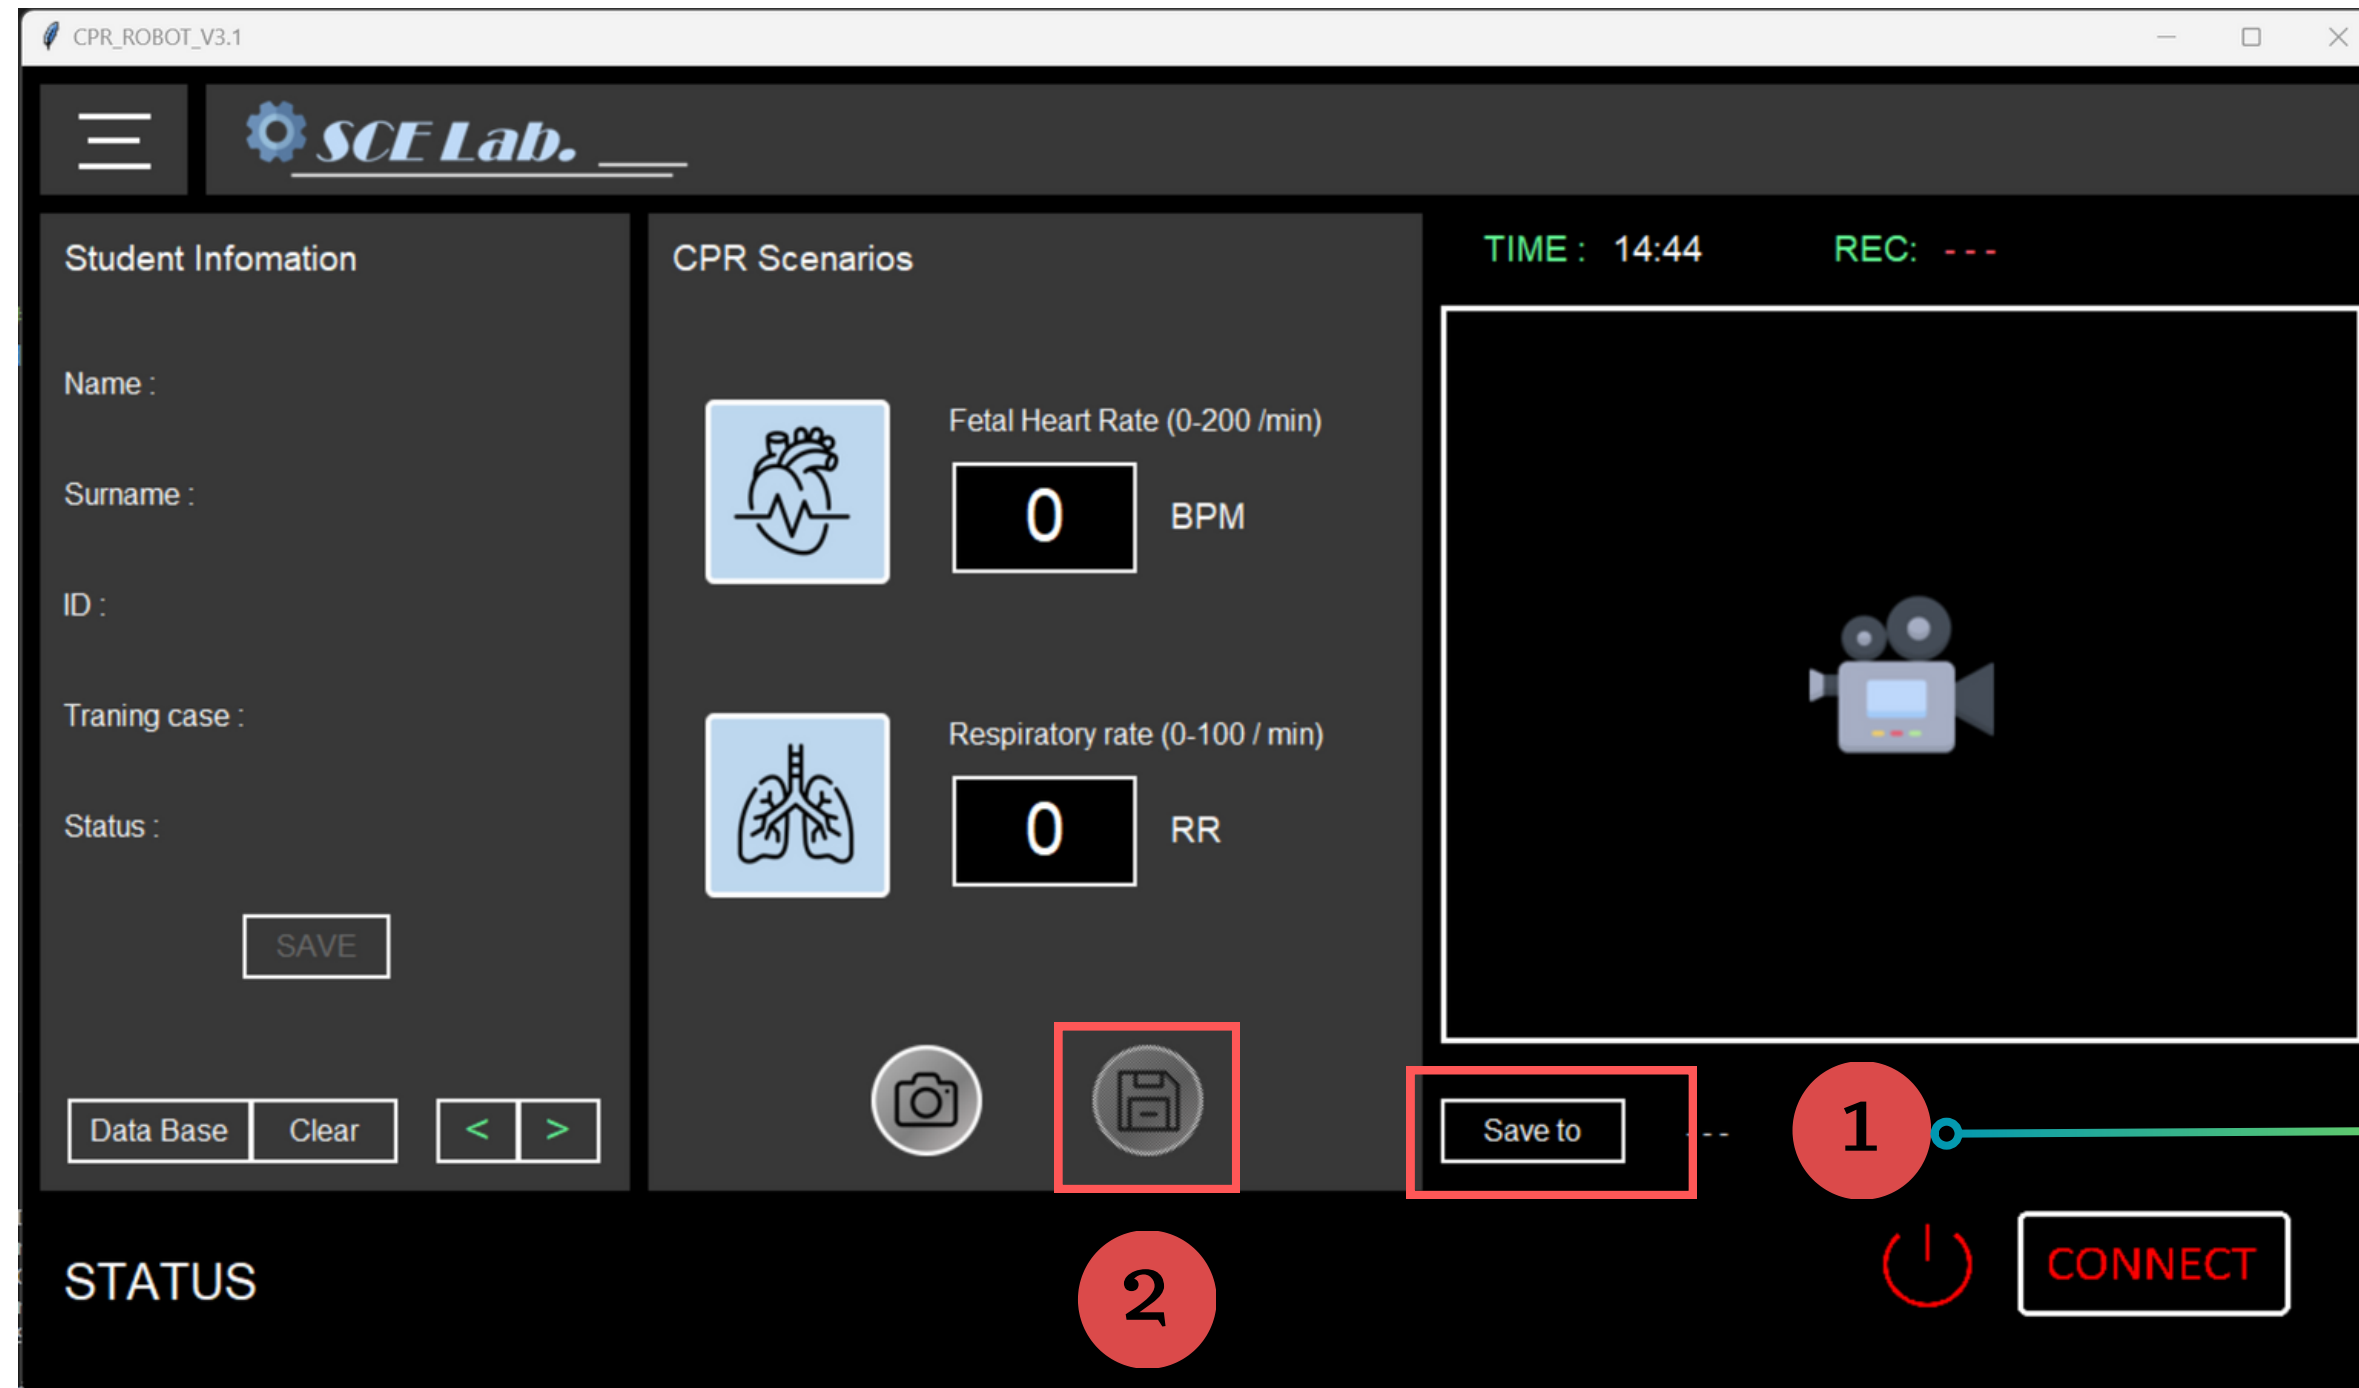 CPR_ROBOT_V3.1
SCE Lab.
Student Infomation
Name :
Surname :
ID :
Traning case :
Status :
SAVE
Data Base
Clear
<
>
CPR Scenarios
Fetal Heart Rate (0-200 /min)
0
BPM
Respiratory rate (0-100 / min)
0
RR
TIME : 14:44
REC: ---
Save to
---
1
2
STATUS
CONNECT